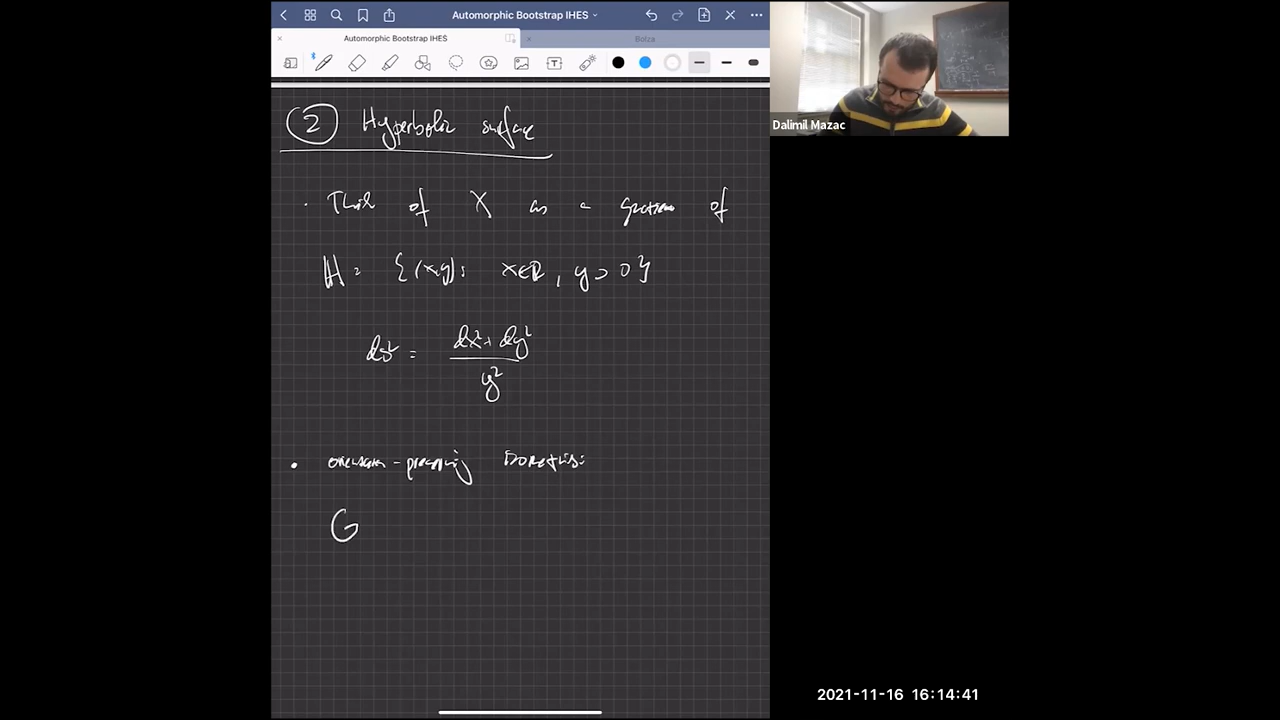 Automorphic Bootstrap IHES
Automorphic Bootstrap IHES
Bolza
② Hyperbolic surface
· Think of X as a quotient of
ℍ = {(x,y): x∈ℝ, y > 0}
ds² = dx² + dy² / y²
· orientation-preserving isometries:
G
Dalimil Mazac
2021-11-16 16:14:41